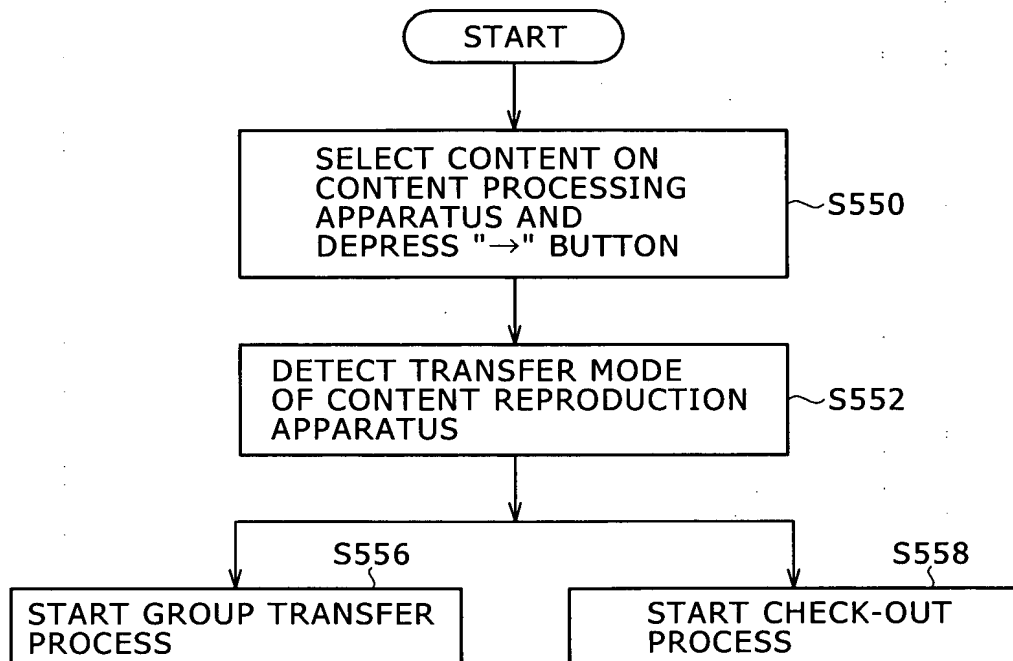 START
SELECT CONTENT ON
CONTENT PROCESSING
APPARATUS AND
DEPRESS "→" BUTTON
S550
DETECT TRANSFER MODE
OF CONTENT REPRODUCTION
APPARATUS
S552
S556
START GROUP TRANSFER
PROCESS
S558
START CHECK-OUT
PROCESS